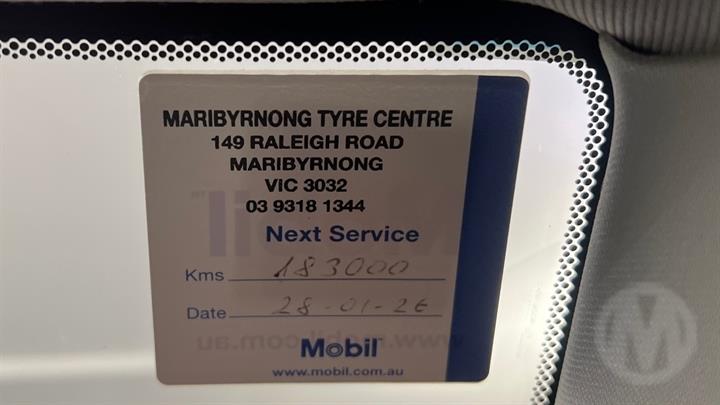 MARIBYRNONG TYRE CENTRE
149 RALEIGH ROAD
MARIBYRNONG
ViC 3032
03 9318 1344
Next Service
Kms 183000
Date 28-01-26
Mobil
www.mobil.com.au
M